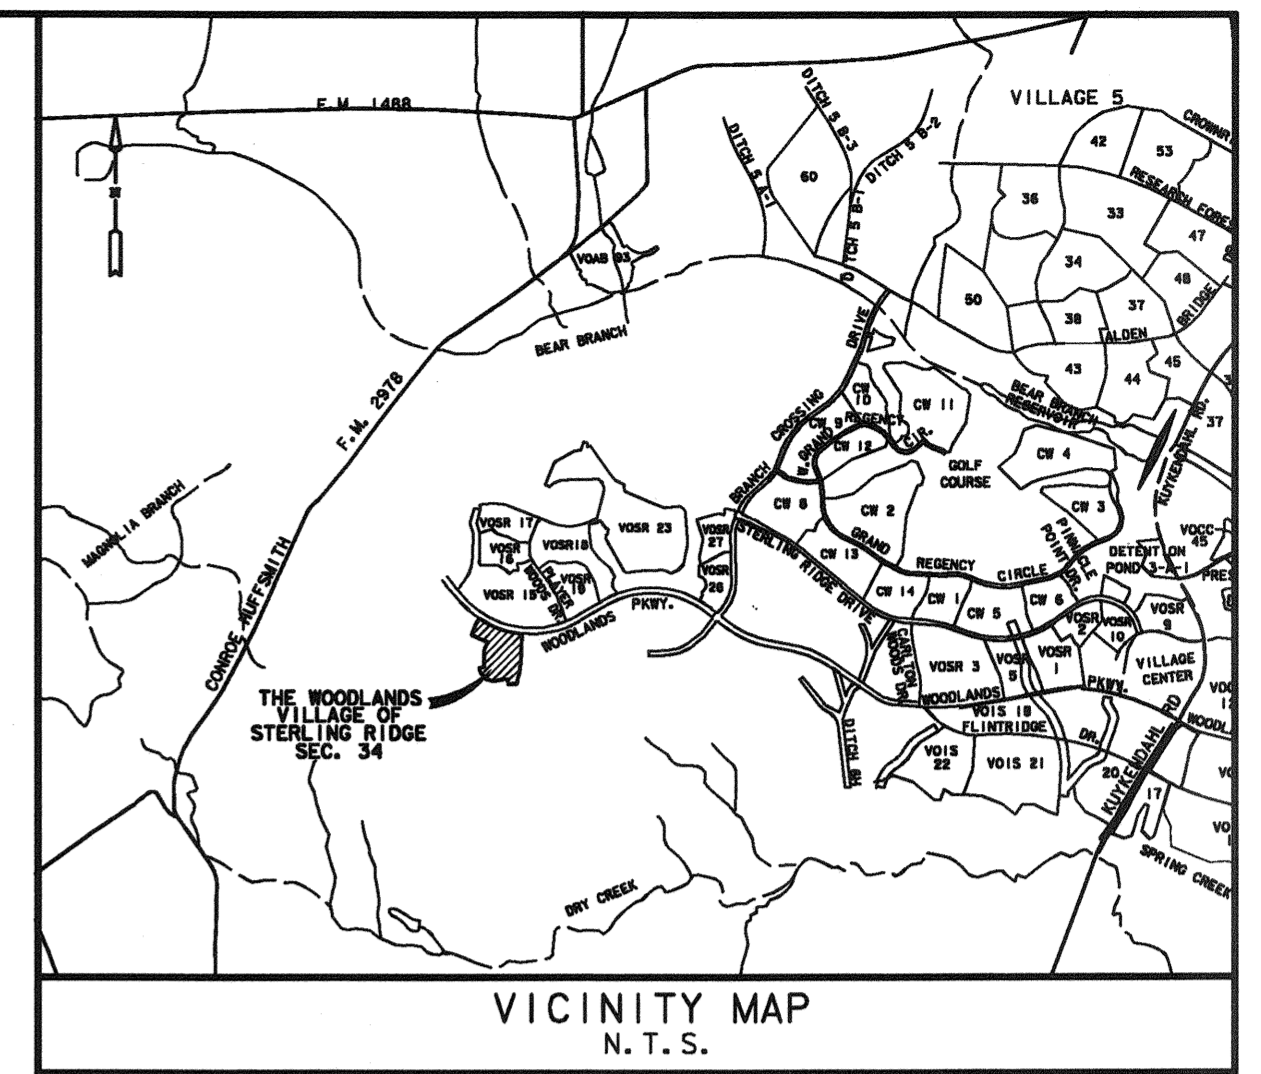 F.M. 1488
VILLAGE 5
DITCH 5 A-1
DITCH 5 B-3
DITCH 5 B-2
DITCH 5 B-1
60
42
53
RESEARCH
36
33
47
34
48
50
38
37
ALDEN
BRIDGE
43
44
45
37
N
VOAB 93
BEAR BRANCH
F.M. 2978
BEAR BRANCH
RESERVOIR
KUYKENDAHL RD.
BRANCH CROSSING DRIVE
CW
10
CW 11
CW 9
REGENCY
CIR.
W. GRAND
CW 12
GOLF
COURSE
CW 4
CW 8
CW 2
CW 3
MAGNOLIA BRANCH
VOSR 17
VOSR
16
VOSR18
VOSR 23
VOSR
27
VOSR
26
VOSR 15
PLAYER
WOODS DR.
VOSR
19
WOODLANDS PKWY.
STERLING RIDGE DRIVE
CW 13
GRAND REGENCY CIRCLE
PINNACLE
POINT DR.
DETENTION
POND 3-A-1
VOCC
45
CW 14
CW 1
CW 5
CW 6
VOSR
2
VOSR
10
VOSR
9
CONROE HUFFSMITH
CARLTON
WOODS DR.
VOSR 3
VOSR
5
VOSR
1
VILLAGE
CENTER
WOODLANDS PKWY.
THE WOODLANDS
VILLAGE OF
STERLING RIDGE
SEC. 34
VOIS 18
FLINTRIDGE DR.
VOIS
22
VOIS 21
20
17
KUYKENDAHL RD
SPRING CREEK
DRY CREEK
VICINITY MAP
N.T.S.